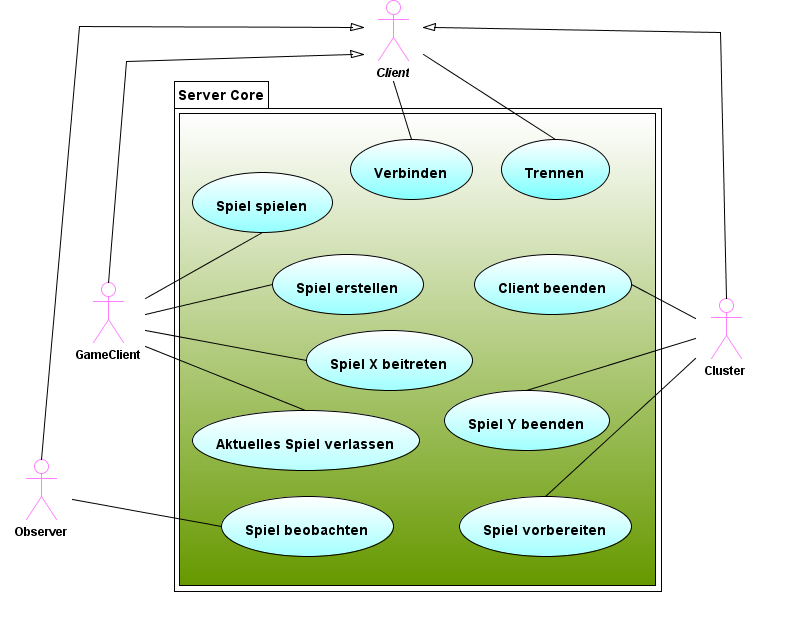 Client
Server Core
Verbinden
Trennen
Spiel spielen
Spiel erstellen
Client beenden
GameClient
Spiel X beitreten
Cluster
Spiel Y beenden
Aktuelles Spiel verlassen
Observer
Spiel beobachten
Spiel vorbereiten